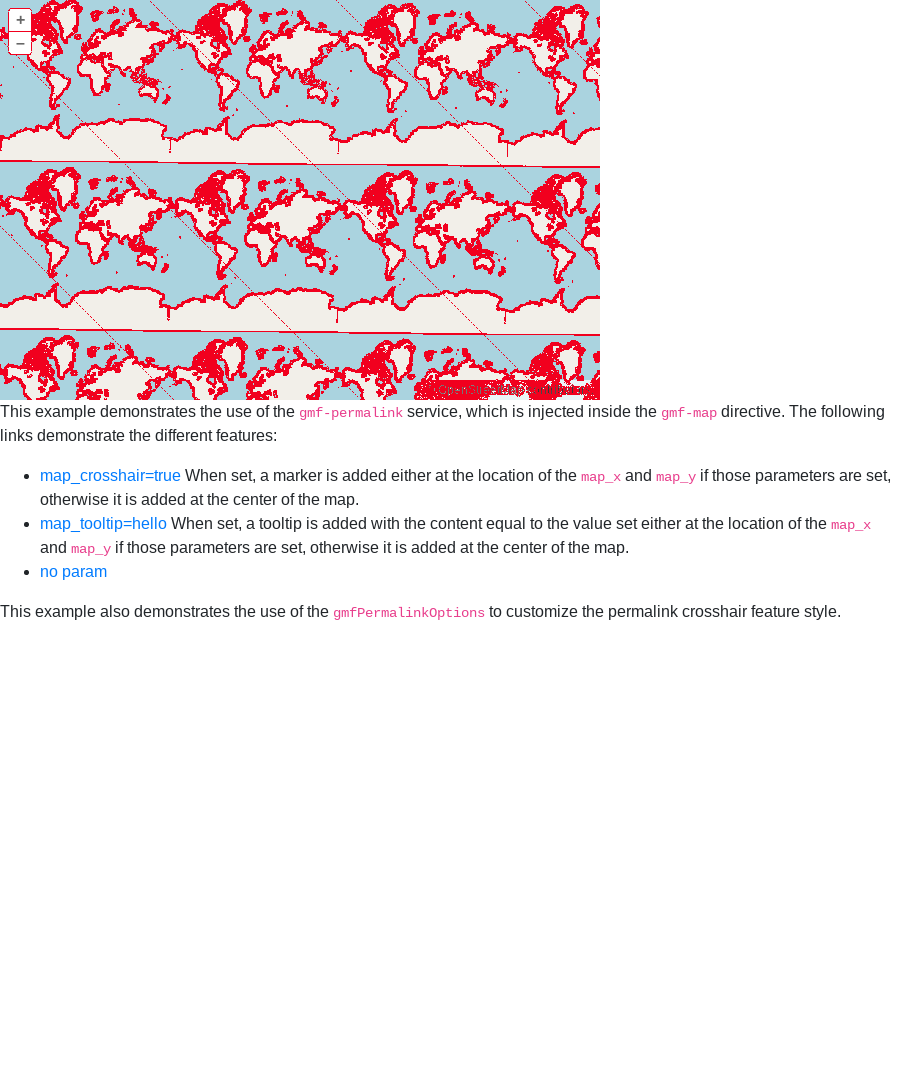 +
−
This example demonstrates the use of the gmf-permalink service, which is injected inside the gmf-map directive. The following
links demonstrate the different features:
map_crosshair=true When set, a marker is added either at the location of the map_x and map_y if those parameters are set,
otherwise it is added at the center of the map.
map_tooltip=hello When set, a tooltip is added with the content equal to the value set either at the location of the map_x
and map_y if those parameters are set, otherwise it is added at the center of the map.
no param
This example also demonstrates the use of the gmfPermalinkOptions to customize the permalink crosshair feature style.